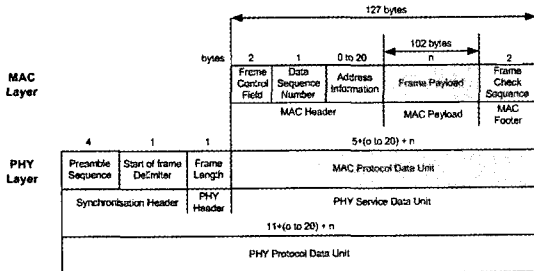 127 bytes
102 bytes
bytes 2 1 0 to 20 n 2
MAC Layer
Frame Control Field
Data Sequence Number
Address Information
Frame Payload
Frame Check Sequence
MAC Header
MAC Payload
MAC Footer
4 1 1 5+(o to 20) + n
PHY Layer
Preamble Sequence
Start of frame Delimiter
Frame Length
MAC Protocol Data Unit
Synchronisation Header
PHY Header
PHY Service Data Unit
11+(o to 20) + n
PHY Protocol Data Unit